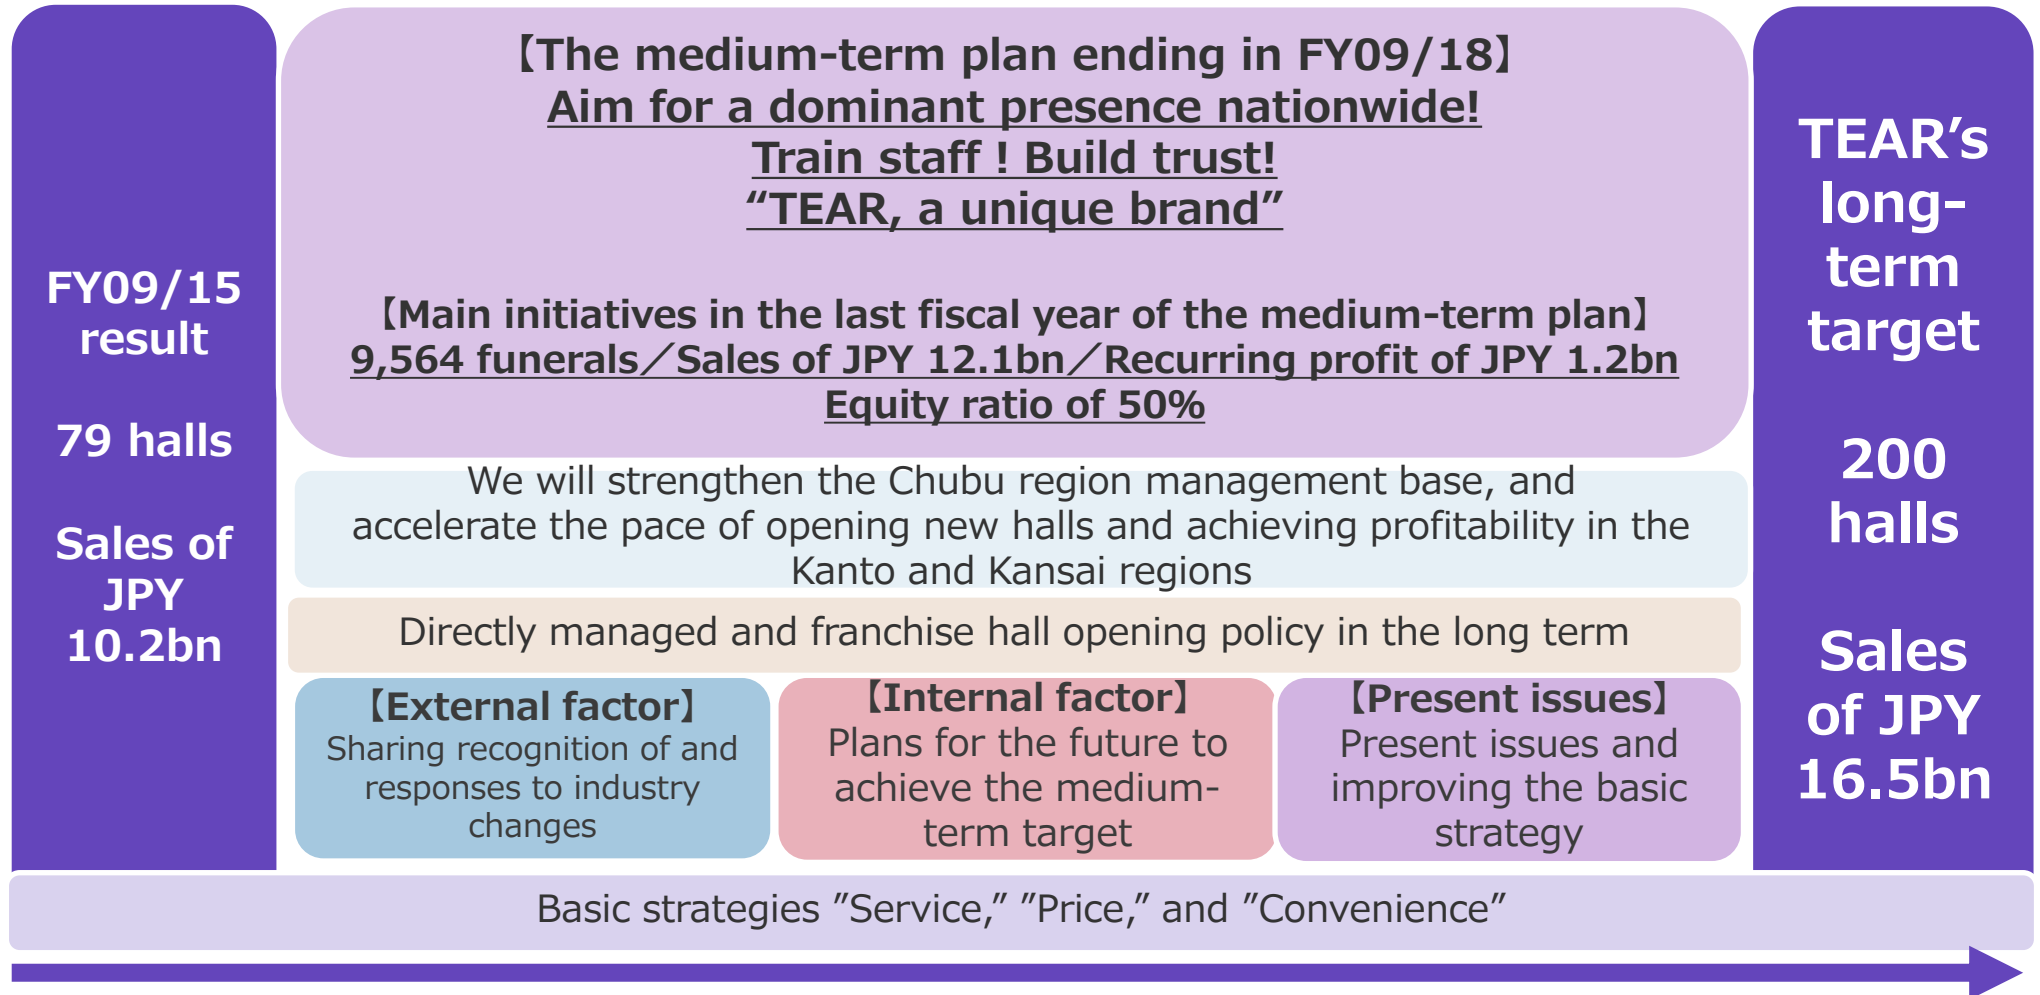 FY09/15
result
79 halls
Sales of
JPY
10.2bn
【The medium-term plan ending in FY09/18】
Aim for a dominant presence nationwide!
Train staff ! Build trust!
“TEAR, a unique brand”
【Main initiatives in the last fiscal year of the medium-term plan】
9,564 funerals／Sales of JPY 12.1bn／Recurring profit of JPY 1.2bn
Equity ratio of 50%
We will strengthen the Chubu region management base, and
accelerate the pace of opening new halls and achieving profitability in the
Kanto and Kansai regions
Directly managed and franchise hall opening policy in the long term
【External factor】
Sharing recognition of and
responses to industry
changes
【Internal factor】
Plans for the future to
achieve the medium-
term target
【Present issues】
Present issues and
improving the basic
strategy
TEAR’s
long-
term
target
200
halls
Sales
of JPY
16.5bn
Basic strategies ”Service,” ”Price,” and ”Convenience”